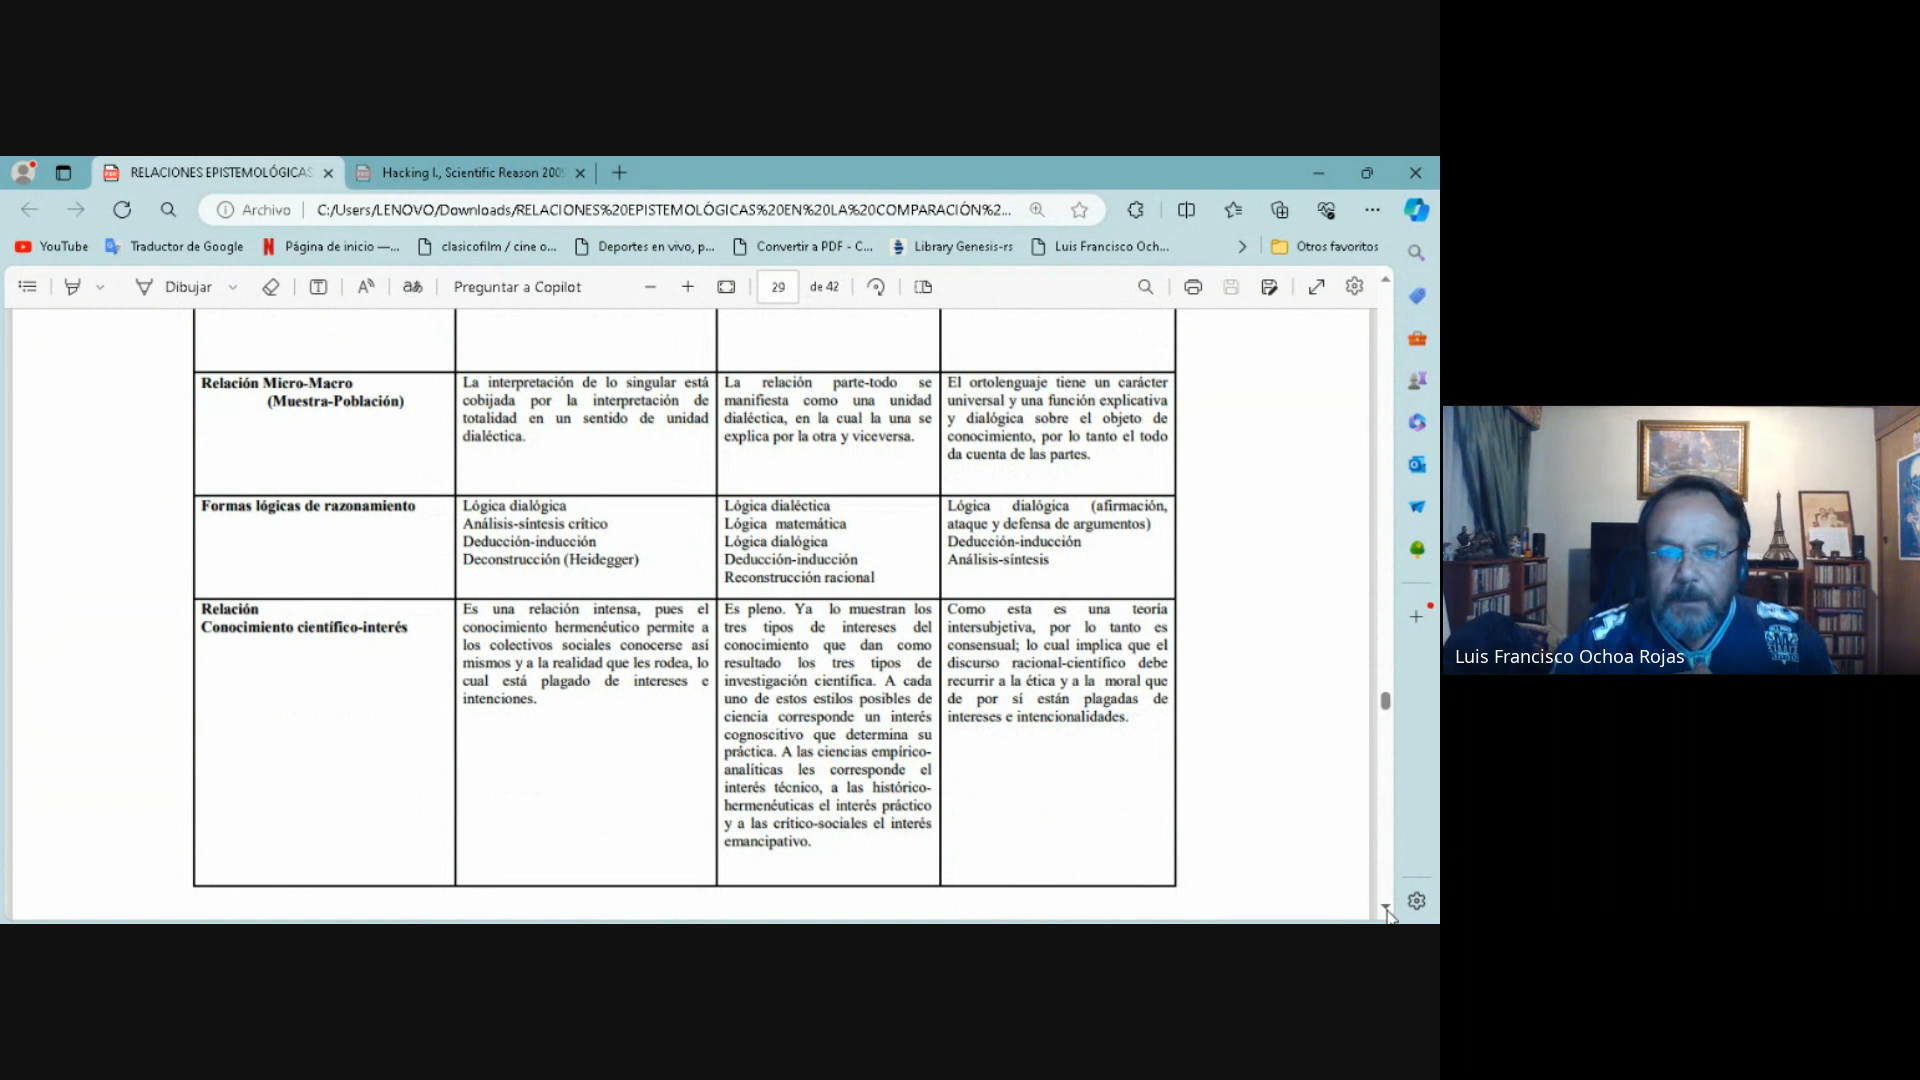 RELACIONES EPISTEMOLÓGICAS
Hacking I., Scientific Reason 200
Archivo
C:/Users/LENOVO/Downloads/RELACIONES%20EPISTEMOLÓGICAS%20EN%20LA%20COMPARACIÓN%2...
YouTube
Traductor de Google
Página de inicio —...
clasicofilm / cine o...
Deportes en vivo, p...
Convertir a PDF - C...
Library Genesis-rs
Luis Francisco Och...
Otros favoritos
Dibujar
Preguntar a Copilot
29
de 42
Relación Micro-Macro
(Muestra-Población)
La interpretación de lo singular está
cobijada por la interpretación de
totalidad en un sentido de unidad
dialéctica.
La relación parte-todo se
manifiesta como una unidad
dialéctica, en la cual la una se
explica por la otra y viceversa.
El ortolenguaje tiene un carácter
universal y una función explicativa
y dialógica sobre el objeto de
conocimiento, por lo tanto el todo
da cuenta de las partes.
Formas lógicas de razonamiento
Lógica dialógica
Análisis-síntesis crítico
Deducción-inducción
Deconstrucción (Heidegger)
Lógica dialéctica
Lógica matemática
Lógica dialógica
Deducción-inducción
Reconstrucción racional
Lógica dialógica (afirmación,
ataque y defensa de argumentos)
Deducción-inducción
Análisis-síntesis
Relación
Conocimiento científico-interés
Es una relación intensa, pues el
conocimiento hermenéutico permite a
los colectivos sociales conocerse así
mismos y a la realidad que les rodea, lo
cual está plagado de intereses e
intenciones.
Es pleno. Ya lo muestran los
tres tipos de intereses del
conocimiento que dan como
resultado los tres tipos de
investigación científica. A cada
uno de estos estilos posibles de
ciencia corresponde un interés
cognoscitivo que determina su
práctica. A las ciencias empírico-
analíticas les corresponde el
interés técnico, a las histórico-
hermenéuticas el interés práctico
y a las crítico-sociales el interés
emancipativo.
Como esta es una teoría
intersubjetiva, por lo tanto es
consensual; lo cual implica que el
discurso racional-científico debe
recurrir a la ética y a la moral que
de por sí están plagadas de
intereses e intencionalidades.
Luis Francisco Ochoa Rojas